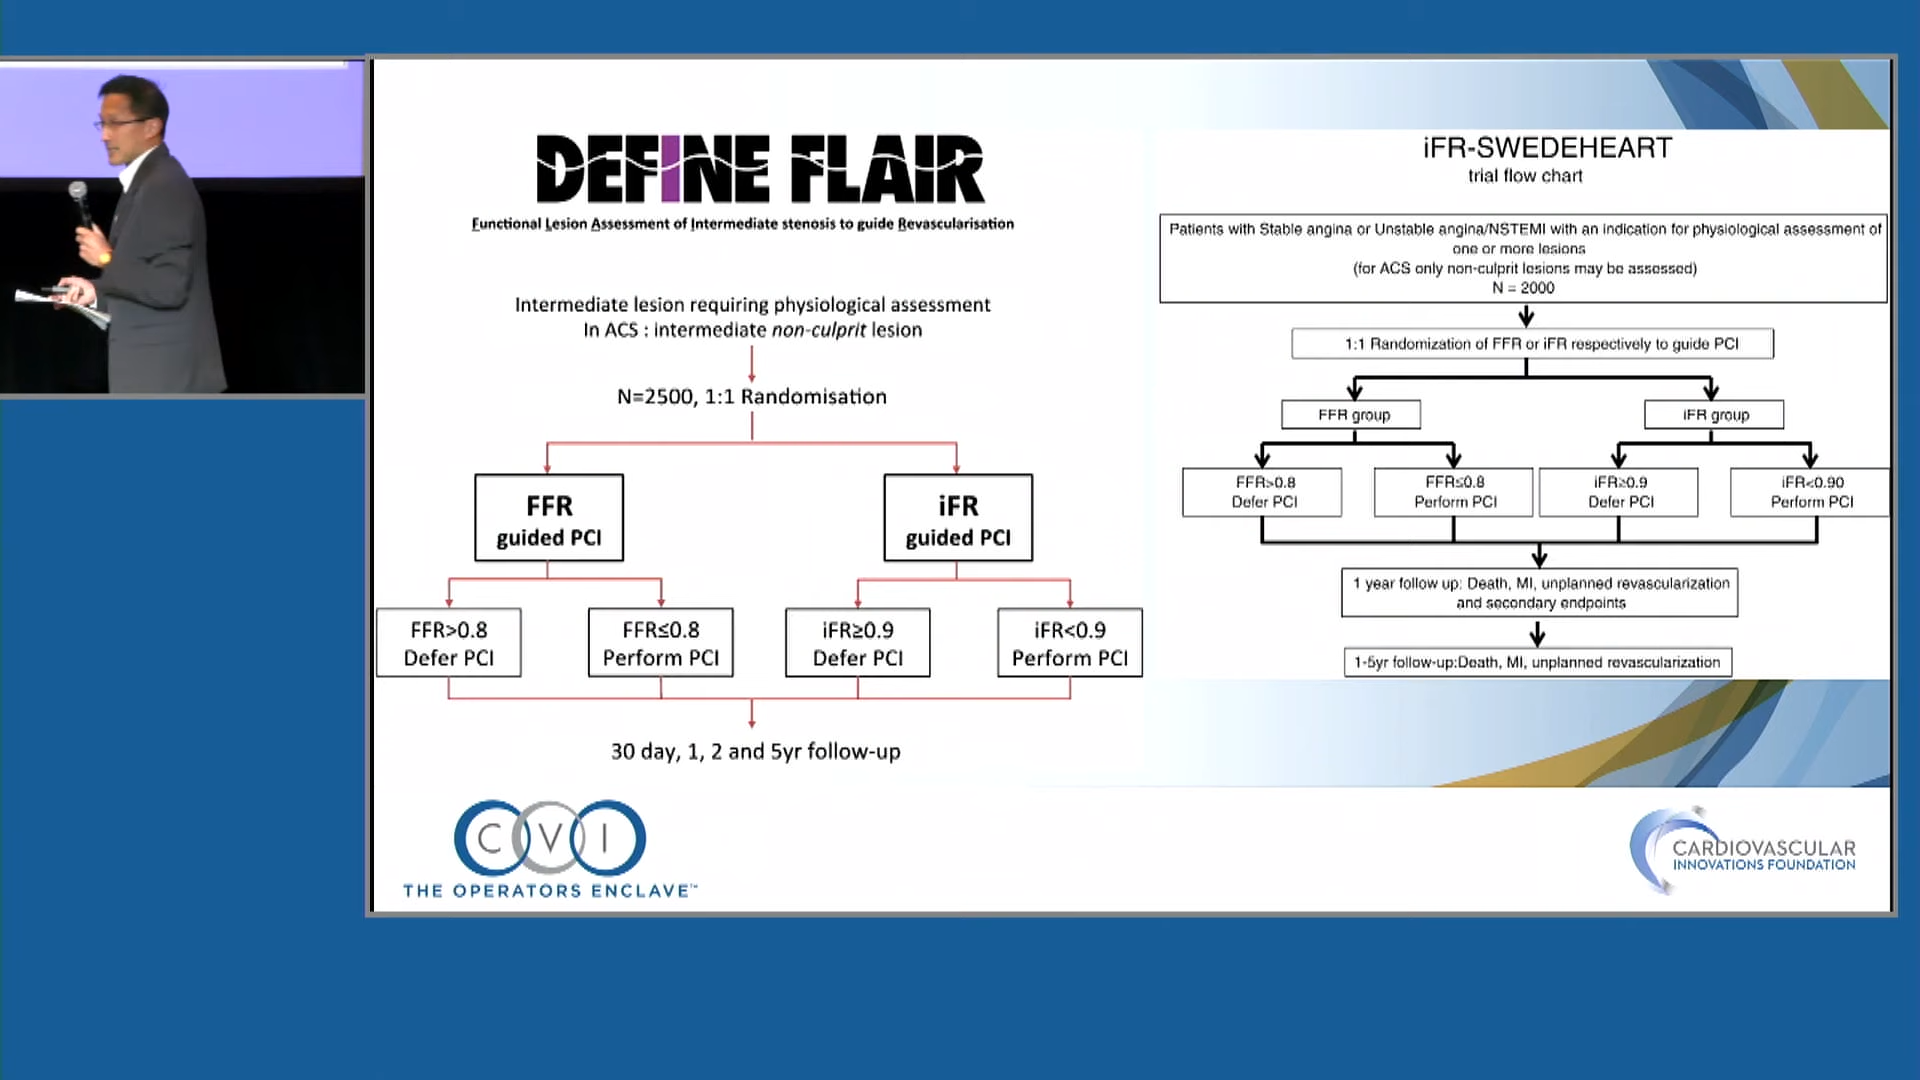 DEFINE FLAIR
Functional Lesion Assessment of Intermediate stenosis to guide Revascularisation
Intermediate lesion requiring physiological assessment
In ACS : intermediate non-culprit lesion
N=2500, 1:1 Randomisation
FFR
guided PCI
iFR
guided PCI
FFR>0.8
Defer PCI
FFR≤0.8
Perform PCI
iFR≥0.9
Defer PCI
iFR<0.9
Perform PCI
30 day, 1, 2 and 5yr follow-up
iFR-SWEDEHEART
trial flow chart
Patients with Stable angina or Unstable angina/NSTEMI with an indication for physiological assessment of
one or more lesions
(for ACS only non-culprit lesions may be assessed)
N = 2000
1:1 Randomization of FFR or iFR respectively to guide PCI
FFR group
iFR group
FFR>0.8
Defer PCI
FFR≤0.8
Perform PCI
iFR≥0.9
Defer PCI
iFR<0.90
Perform PCI
1 year follow up: Death, MI, unplanned revascularization
and secondary endpoints
1-5yr follow-up:Death, MI, unplanned revascularization
CVI
THE OPERATORS ENCLAVE™
CARDIOVASCULAR
INNOVATIONS FOUNDATION